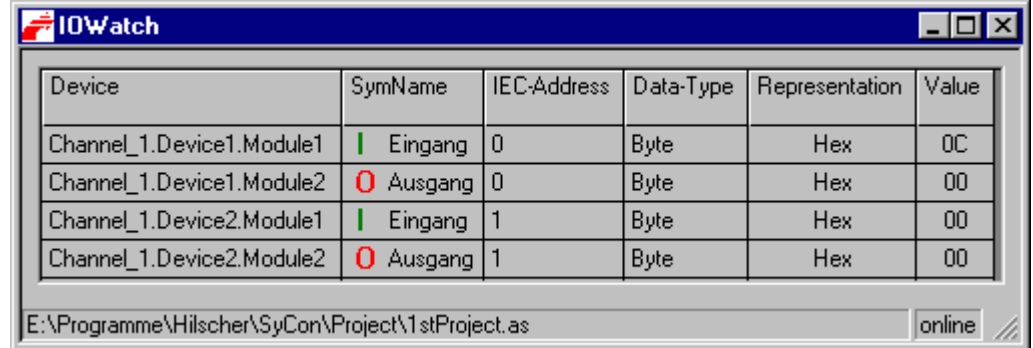 IOWatch
Device SymName IEC-Address Data-Type Representation Value
Channel_1.Device1.Module1 I Eingang 0 Byte Hex 0C
Channel_1.Device1.Module2 O Ausgang 0 Byte Hex 00
Channel_1.Device2.Module1 I Eingang 1 Byte Hex 00
Channel_1.Device2.Module2 O Ausgang 1 Byte Hex 00
E:\Programme\Hilscher\SyCon\Project\1stProject.as online